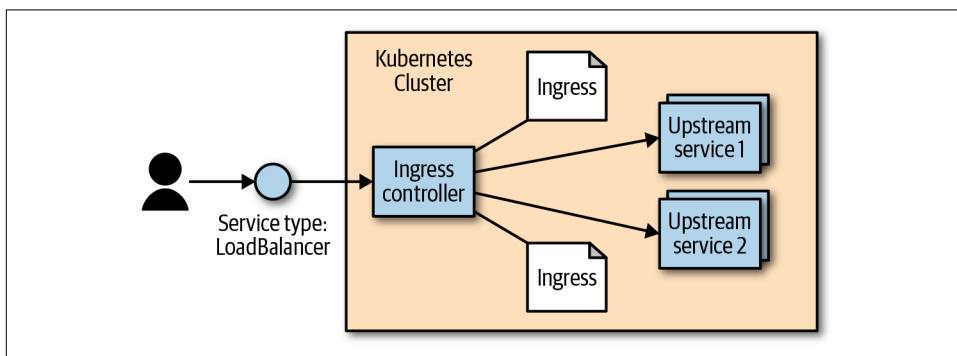 Kubernetes
Cluster
Ingress
Upstream
service 1
Ingress
controller
Service type:
LoadBalancer
Upstream
service 2
Ingress